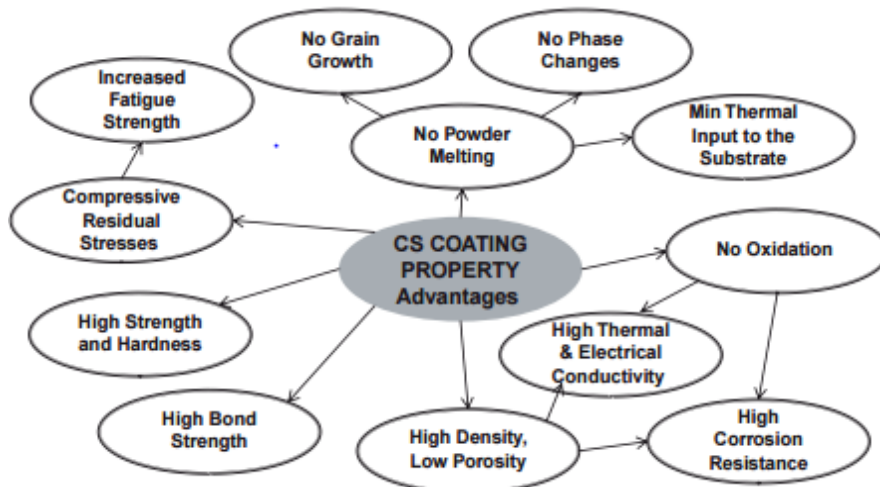 No Grain
Growth
No Phase
Changes
Increased
Fatigue
Strength
No Powder
Melting
Min Thermal
Input to the
Substrate
Compressive
Residual
Stresses
CS COATING
PROPERTY
Advantages
No Oxidation
High Strength
and Hardness
High Thermal
& Electrical
Conductivity
High Bond
Strength
High Density,
Low Porosity
High
Corrosion
Resistance